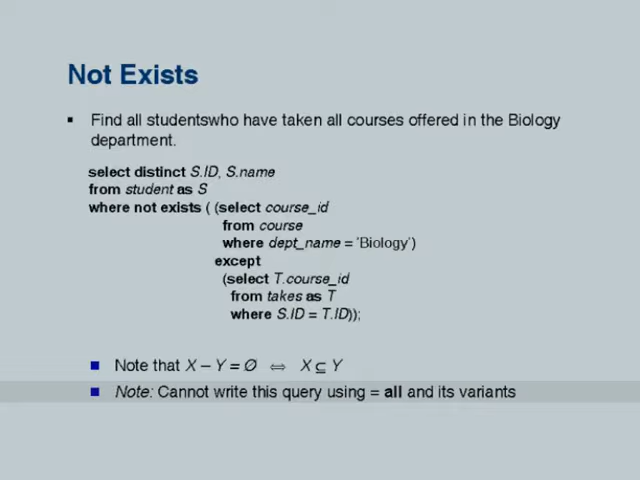 Not Exists
Find all studentswho have taken all courses offered in the Biology
department.
select distinct S.ID, S.name
from student as S
where not exists ( (select course_id
from course
where dept_name = 'Biology')
except
(select T.course_id
from takes as T
where S.ID = T.ID));
Note that X – Y = Ø ⇔ X ⊆ Y
Note: Cannot write this query using = all and its variants